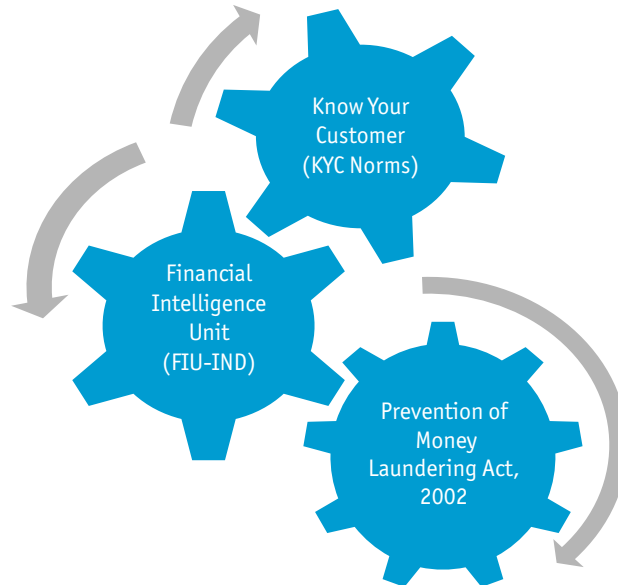 Know Your
Customer
(KYC Norms)
Financial
Intelligence
Unit
(FIU-IND)
Prevention of
Money
Laundering Act,
2002